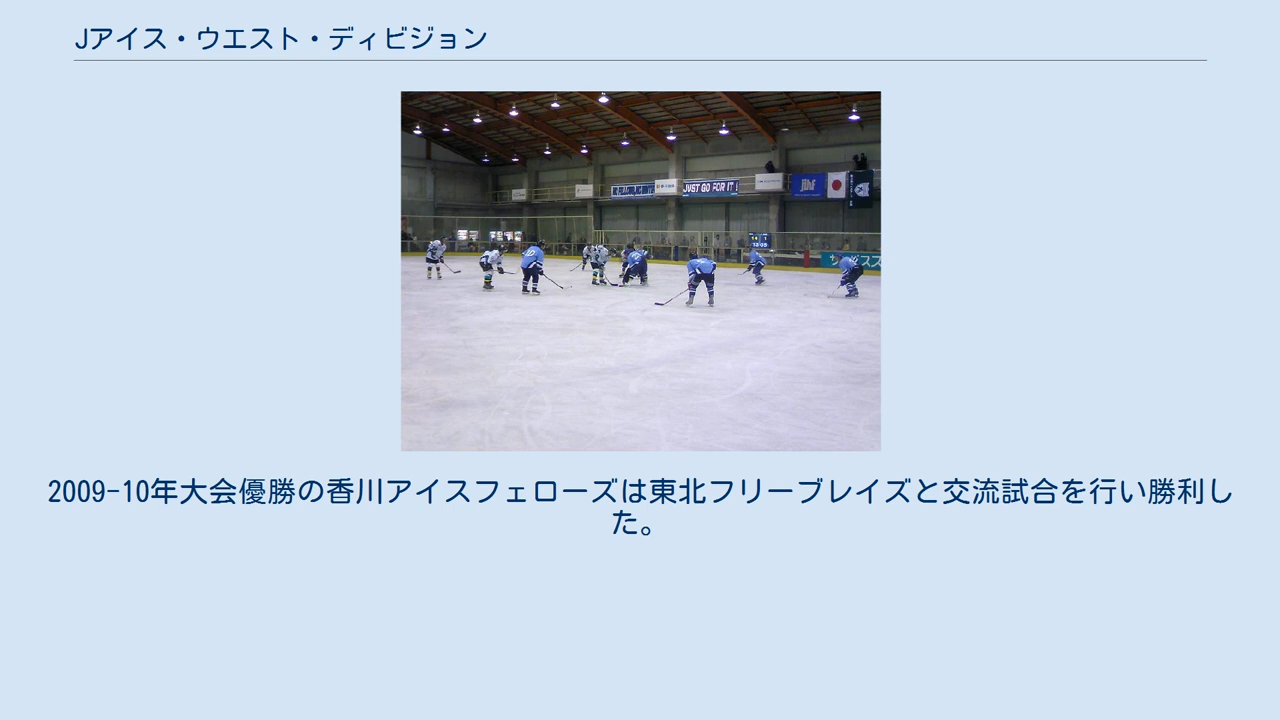 Jアイス・ウエスト・ディビジョン
JUST GO FOR IT !
jihf
2009-10年大会優勝の香川アイスフェローズは東北フリーブレイズと交流試合を行い勝利し
た。